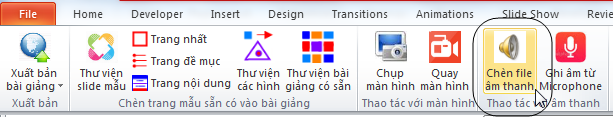 File Home Developer Insert Design Transitions Animations Slide Show Review
Xuất bản
bài giảng
Thư viện
slide mẫu
Trang nhất
Trang đề mục
Trang nội dung
Thư viện
các hình
Thư viện bài
giảng có sẵn
Chụp
màn hình
Quay
màn hình
Chèn file
âm thanh
Ghi âm từ
Microphone
Xuất bản
Chèn trang mẫu sẵn có vào bài giảng
Thao tác với màn hình
Thao tác âm thanh